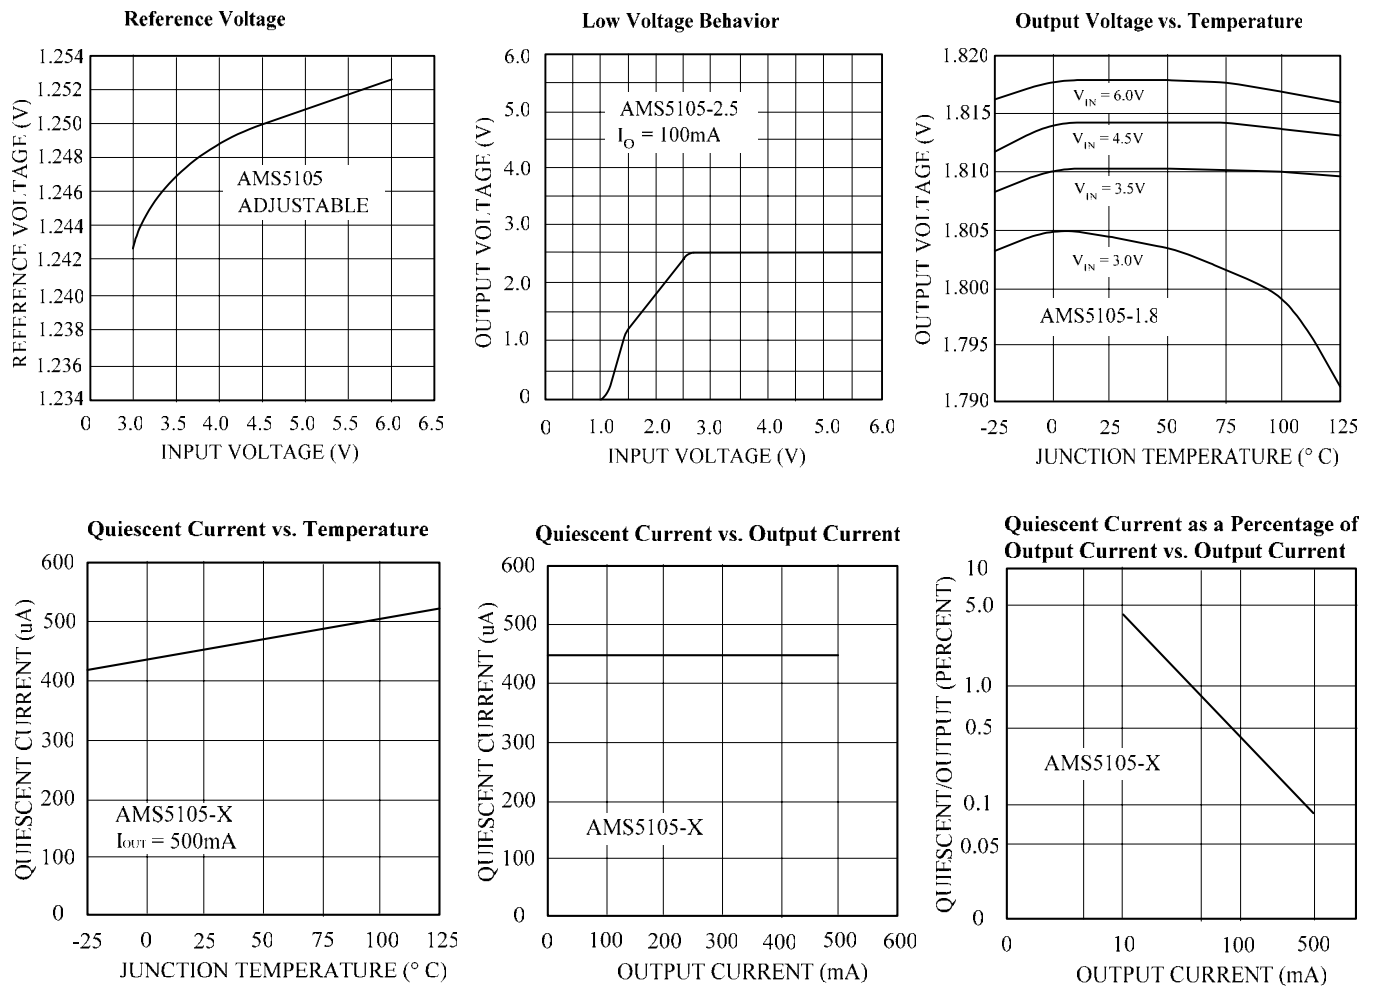 Reference Voltage
1.254
1.252
1.250
1.248
1.246
1.244
1.242
1.240
1.238
1.236
1.234
REFERENCE VOLTAGE (V)
AMS5105
ADJUSTABLE
0 3.0 3.5 4.0 4.5 5.0 5.5 6.0 6.5
INPUT VOLTAGE (V)
Low Voltage Behavior
6.0
5.0
4.0
3.0
2.0
1.0
0
OUTPUT VOLTAGE (V)
AMS5105-2.5
IO = 100mA
0 1.0 2.0 3.0 4.0 5.0 6.0
INPUT VOLTAGE (V)
Output Voltage vs. Temperature
1.820
1.815
1.810
1.805
1.800
1.795
1.790
OUTPUT VOLTAGE (V)
VIN = 6.0V
VIN = 4.5V
VIN = 3.5V
VIN = 3.0V
AMS5105-1.8
-25 0 25 50 75 100 125
JUNCTION TEMPERATURE (° C)
Quiescent Current vs. Temperature
600
500
400
300
200
100
0
QUIESCENT CURRENT (uA)
AMS5105-X
IOUT = 500mA
-25 0 25 50 75 100 125
JUNCTION TEMPERATURE (° C)
Quiescent Current vs. Output Current
600
500
400
300
200
100
0
QUIESCENT CURRENT (uA)
AMS5105-X
0 100 200 300 400 500 600
OUTPUT CURRENT (mA)
Quiescent Current as a Percentage of
Output Current vs. Output Current
10
5.0
1.0
0.5
0.1
0.05
0
QUIESCENT/OUTPUT (PERCENT)
AMS5105-X
0 10 100 500
OUTPUT CURRENT (mA)